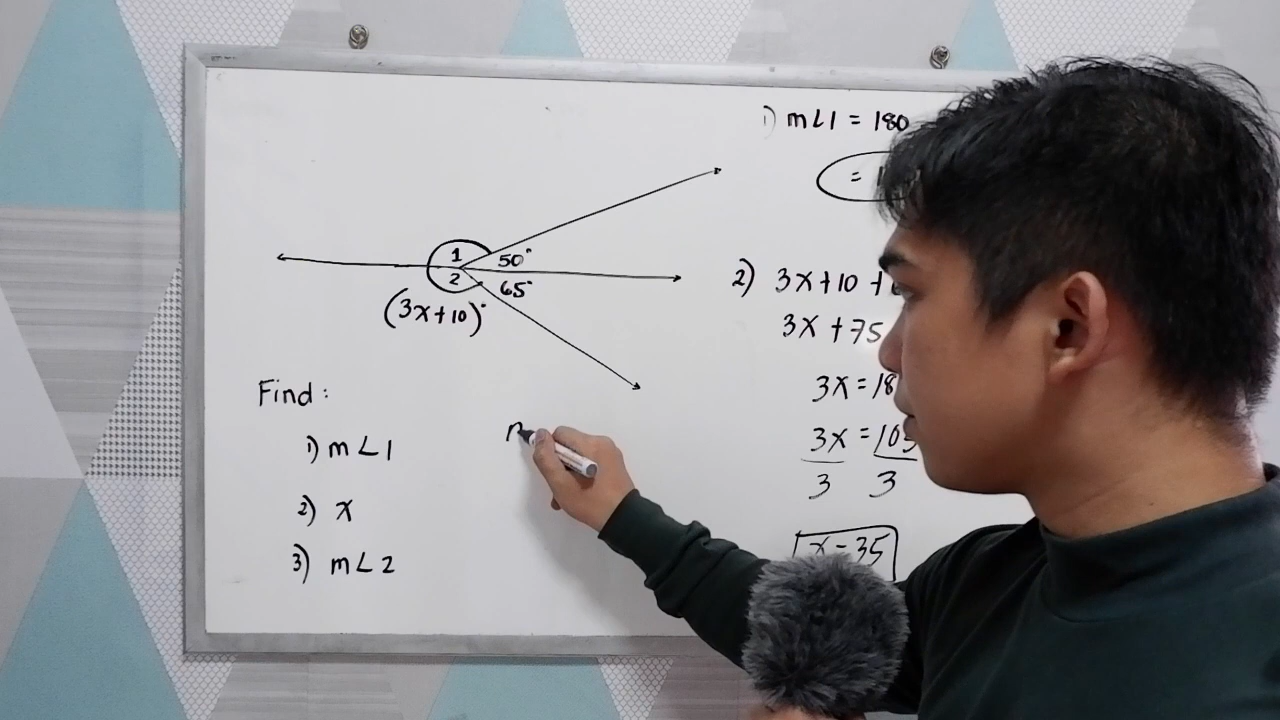 1
50°
2
65°
(3x+10)°
Find:
1) m∠1
2) x
3) m∠2
1) m∠1 = 180
=
2) 3x+10 +
3x +75
3x = 18
3x = 105
3 3
x = 35